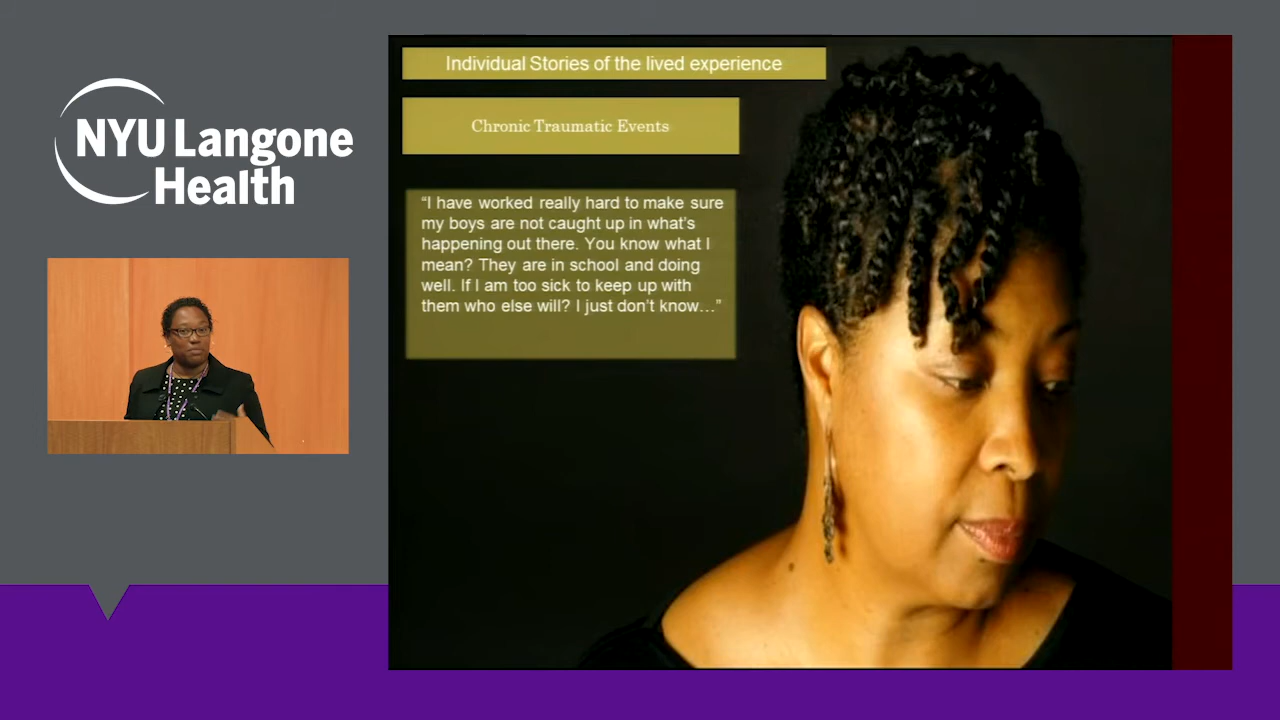 NYU Langone
Health
Individual Stories of the lived experience
Chronic Traumatic Events
“I have worked really hard to make sure
my boys are not caught up in what’s
happening out there. You know what I
mean? They are in school and doing
well. If I am too sick to keep up with
them who else will? I just don’t know…”